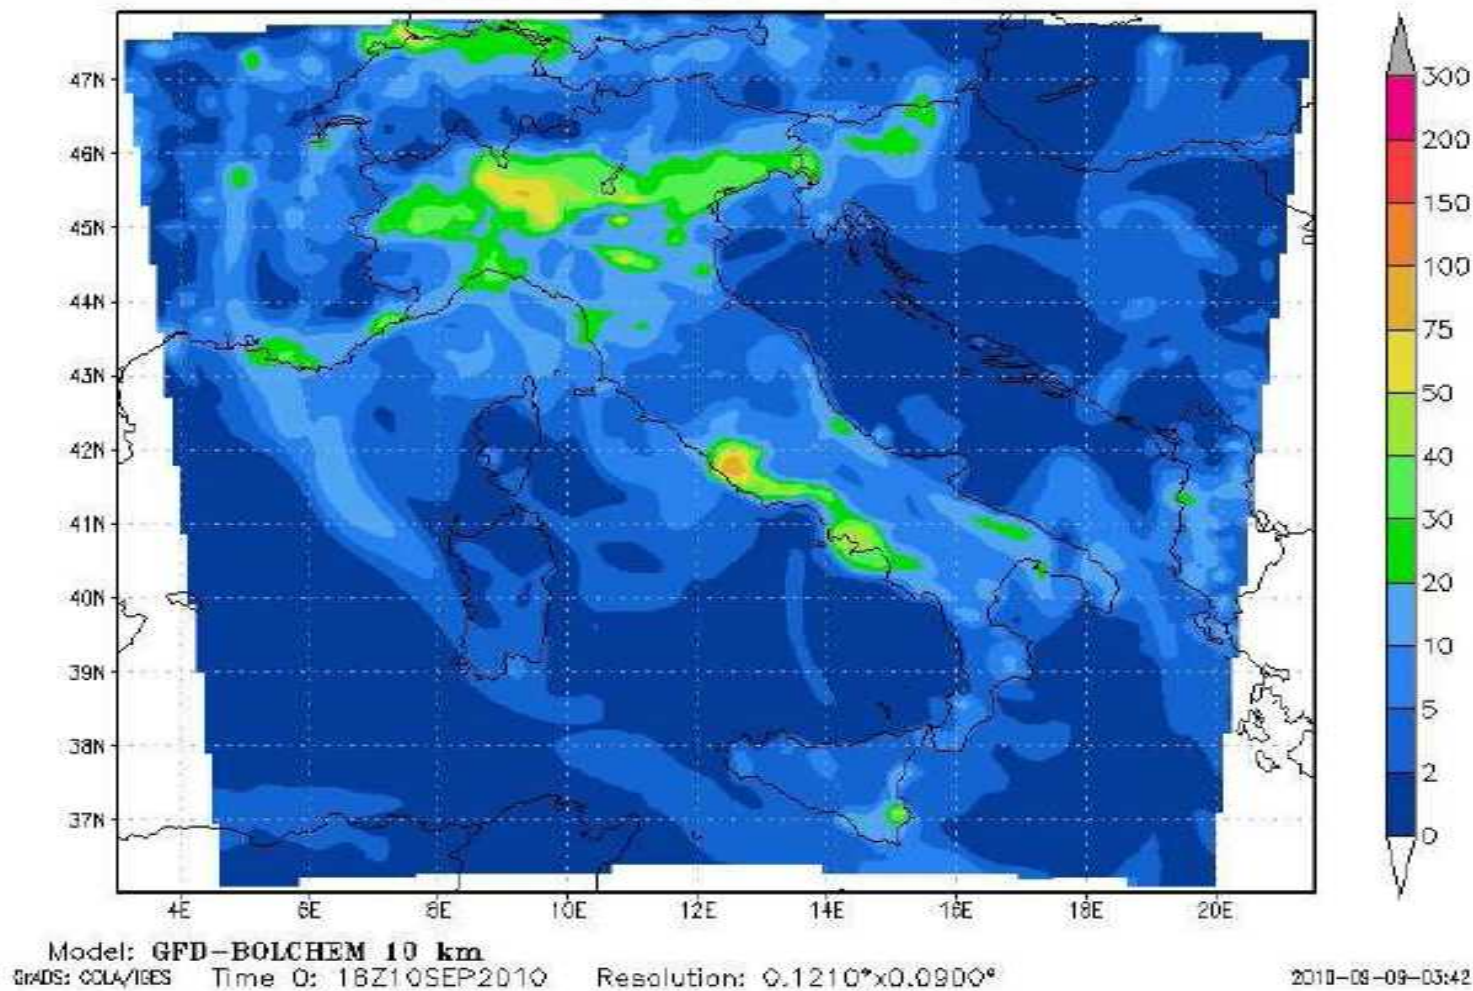 47N
46N
45N
44N
43N
42N
41N
40N
39N
38N
37N
4E 6E 8E 10E 12E 14E 16E 18E 20E
300
200
150
100
75
50
40
30
20
10
5
2
0
Model: GFD-BOLCHEM 10 km
GrADS: COLA/IGES Time 0: 18Z10SEP2010 Resolution: 0.1210°x0.0900° 2010-09-09-03:42